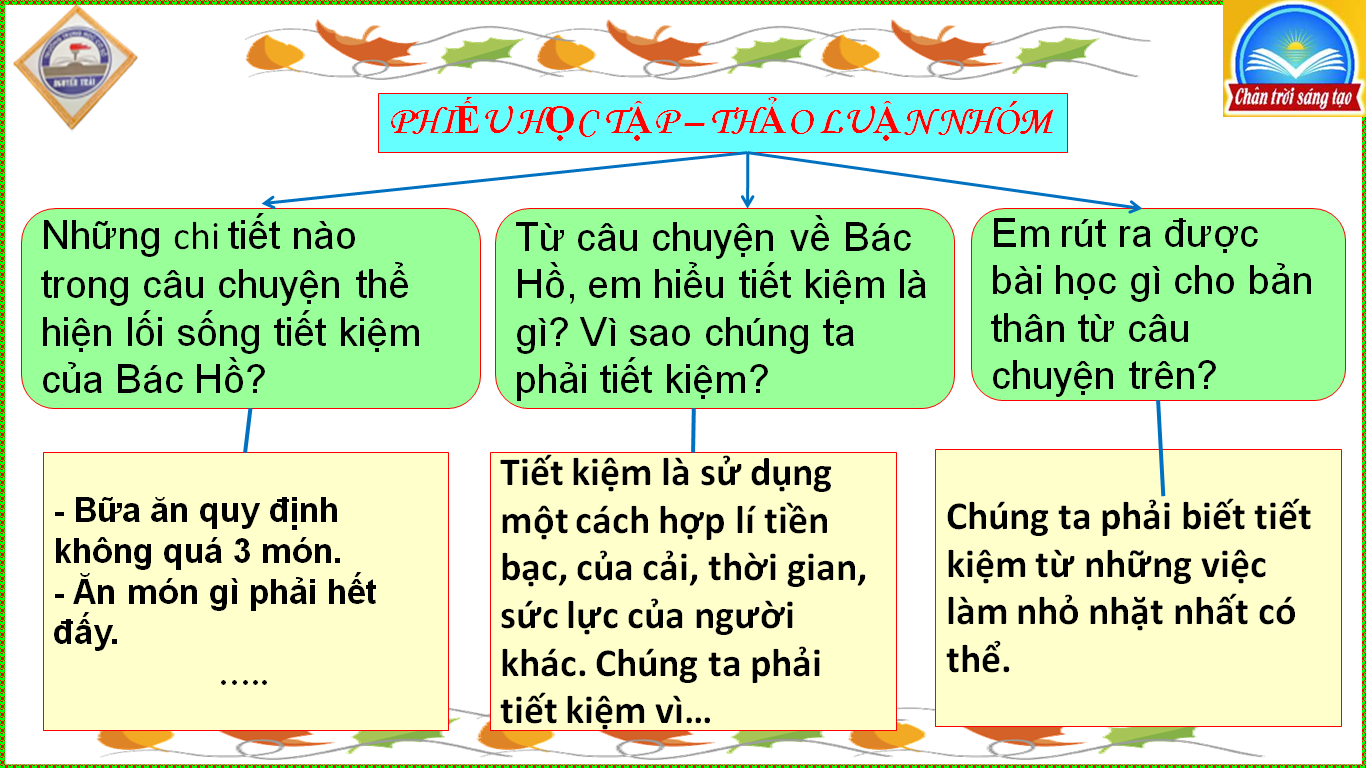 NGUYỄN TRÃI
Chân trời sáng tạo
PHIẾU HỌC TẬP – THẢO LUẬN NHÓM
Những chi tiết nào
trong câu chuyện thể
hiện lối sống tiết kiệm
của Bác Hồ?
Từ câu chuyện về Bác
Hồ, em hiểu tiết kiệm là
gì? Vì sao chúng ta
phải tiết kiệm?
Em rút ra được
bài học gì cho bản
thân từ câu
chuyện trên?
- Bữa ăn quy định
không quá 3 món.
- Ăn món gì phải hết
đấy.
…..
Tiết kiệm là sử dụng
một cách hợp lí tiền
bạc, của cải, thời gian,
sức lực của người
khác. Chúng ta phải
tiết kiệm vì…
Chúng ta phải biết tiết
kiệm từ những việc
làm nhỏ nhặt nhất có
thể.